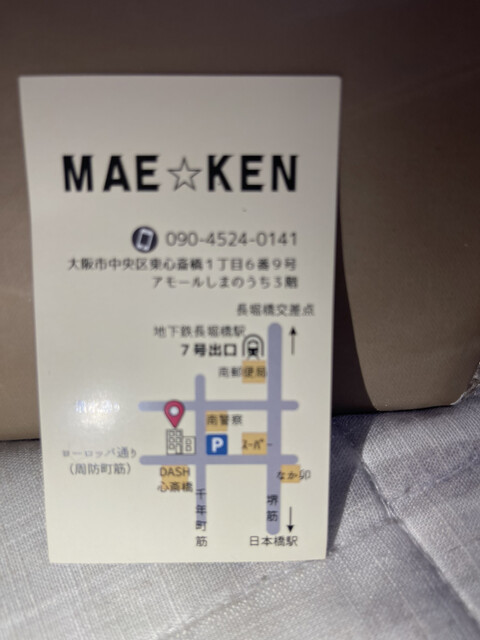 MAE☆KEN
090-4524-0141
大阪市中央区東心斎橋1丁目6番9号
アモールしまのうち3階
長堀橋交差点
地下鉄長堀橋駅
7号出口
南郵便局
南警察
P
スーパー
ヨーロッパ通り
(周防町筋)
DASH
心斎橋
なか卯
千年町筋
堺筋
日本橋駅